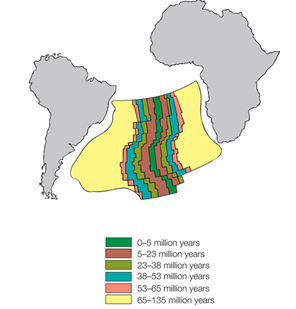 0–5 million years
5–23 million years
23–38 million years
38–53 million years
53–65 million years
65–135 million years